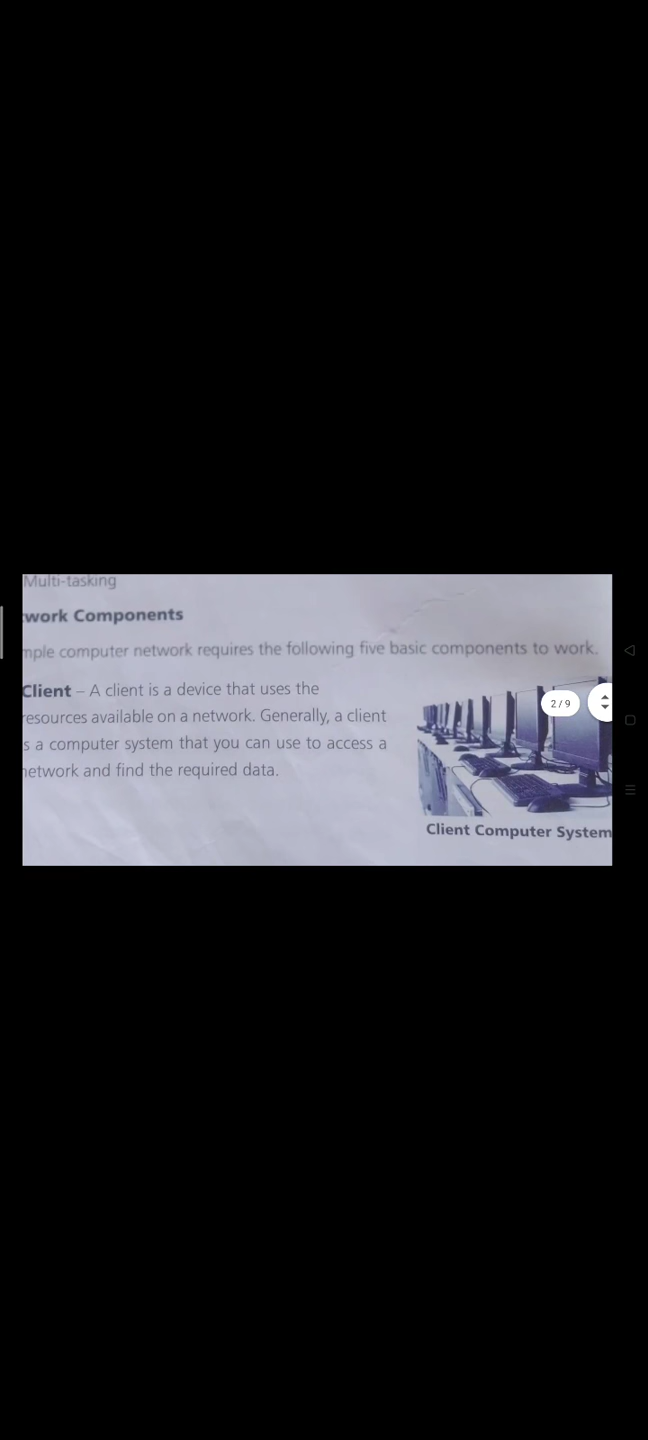 Multi-tasking
work Components
mple computer network requires the following five basic components to work.
Client – A client is a device that uses the
resources available on a network. Generally, a client
s a computer system that you can use to access a
network and find the required data.
2 / 9
Client Computer System